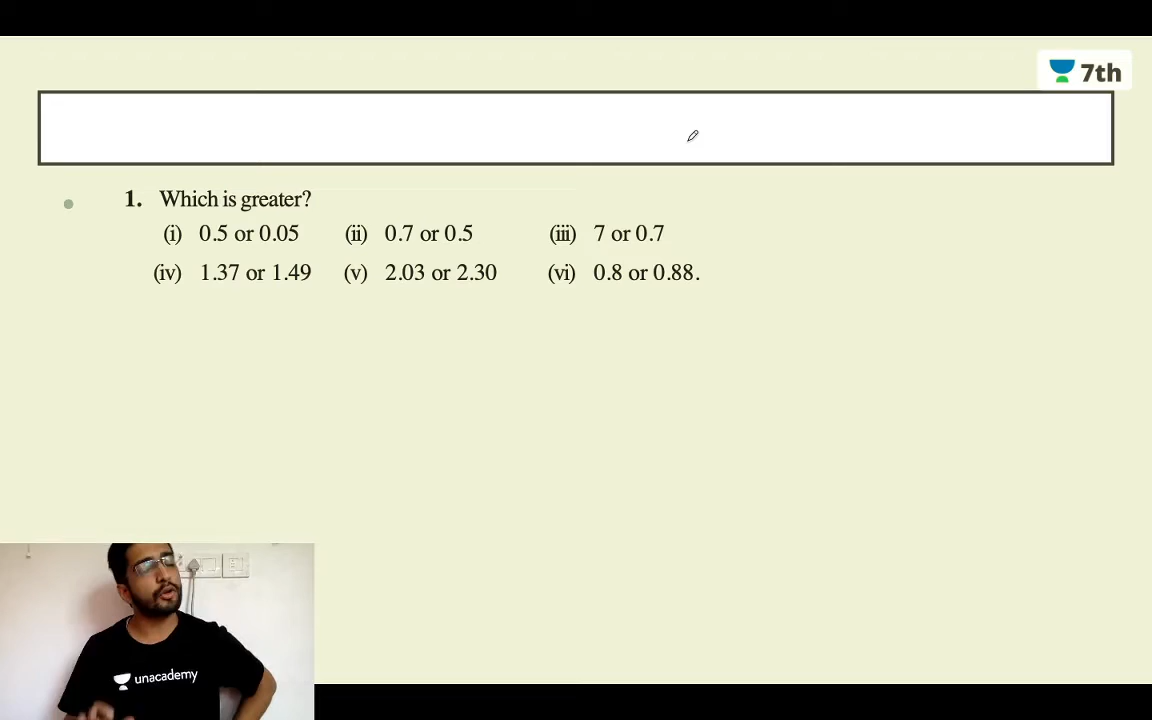 7th
1. Which is greater?
(i) 0.5 or 0.05 (ii) 0.7 or 0.5 (iii) 7 or 0.7
(iv) 1.37 or 1.49 (v) 2.03 or 2.30 (vi) 0.8 or 0.88.
unacademy